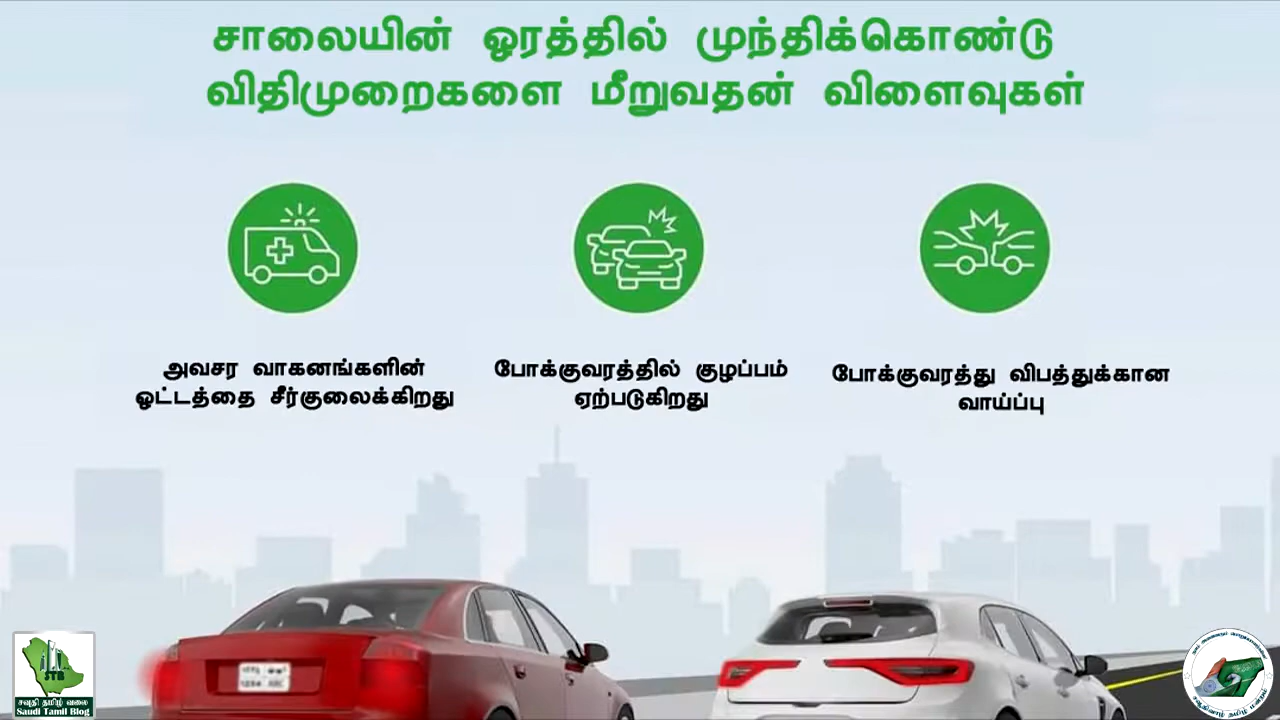 சாலையின் ஓரத்தில் முந்திக்கொண்டு
விதிமுறைகளை மீறுவதன் விளைவுகள்
அவசர வாகனங்களின்
ஓட்டத்தை சீர்குலைக்கிறது
போக்குவரத்தில் குழப்பம்
ஏற்படுகிறது
போக்குவரத்து விபத்துக்கான
வாய்ப்பு
STB
சவுதி தமிழ் வலை
Saudi Tamil Blog